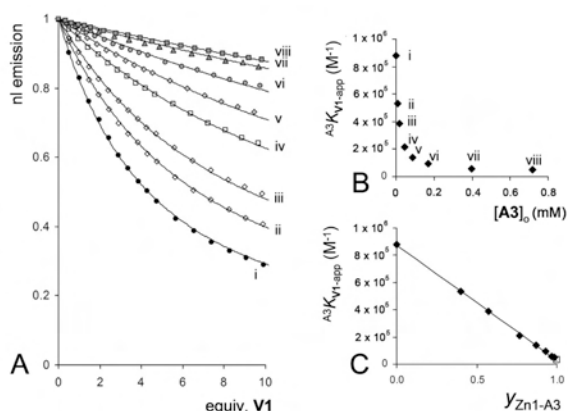 A
nl emission
1
0.8
0.6
0.4
0.2
0
0 2 4 6 8 10
equiv. V1
viii
vii
vi
v
iv
iii
ii
i
B
A3KV1-app (M⁻¹)
1 x 10⁶
8 x 10⁵
6 x 10⁵
4 x 10⁵
2 x 10⁵
0
i
ii
iii
iv
v
vi
vii
viii
0 0.2 0.4 0.6 0.8
[A3]o (mM)
C
A3KV1-app (M⁻¹)
1 x 10⁶
8 x 10⁵
6 x 10⁵
4 x 10⁵
2 x 10⁵
0
0.0 0.5 1.0
yZn1-A3